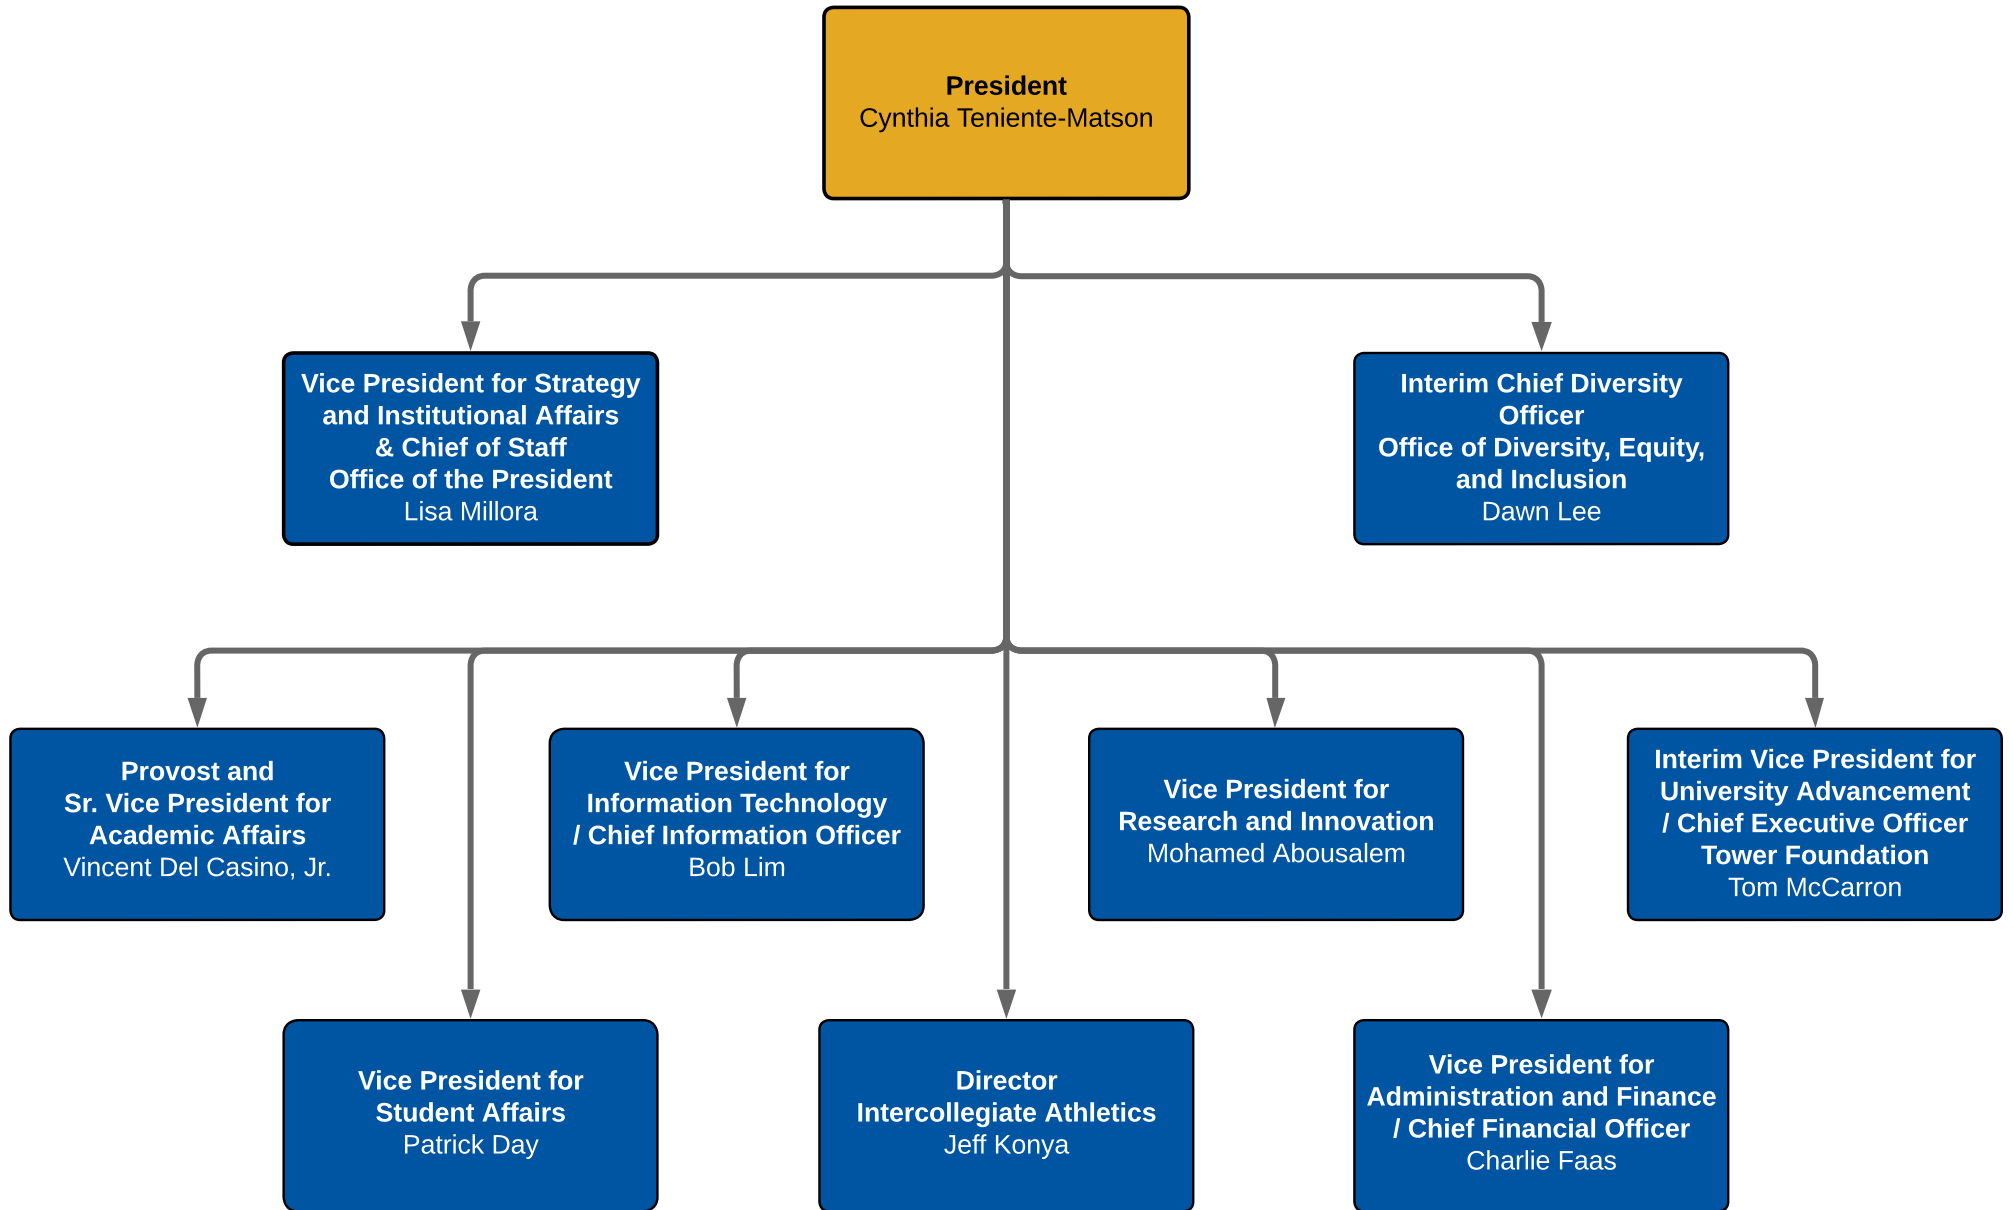 President
Cynthia Teniente-Matson
Vice President for Strategy
and Institutional Affairs
& Chief of Staff
Office of the President
Lisa Millora
Interim Chief Diversity
Officer
Office of Diversity, Equity,
and Inclusion
Dawn Lee
Provost and
Sr. Vice President for
Academic Affairs
Vincent Del Casino, Jr.
Vice President for
Information Technology
/ Chief Information Officer
Bob Lim
Vice President for
Research and Innovation
Mohamed Abousalem
Interim Vice President for
University Advancement
/ Chief Executive Officer
Tower Foundation
Tom McCarron
Vice President for
Student Affairs
Patrick Day
Director
Intercollegiate Athletics
Jeff Konya
Vice President for
Administration and Finance
/ Chief Financial Officer
Charlie Faas